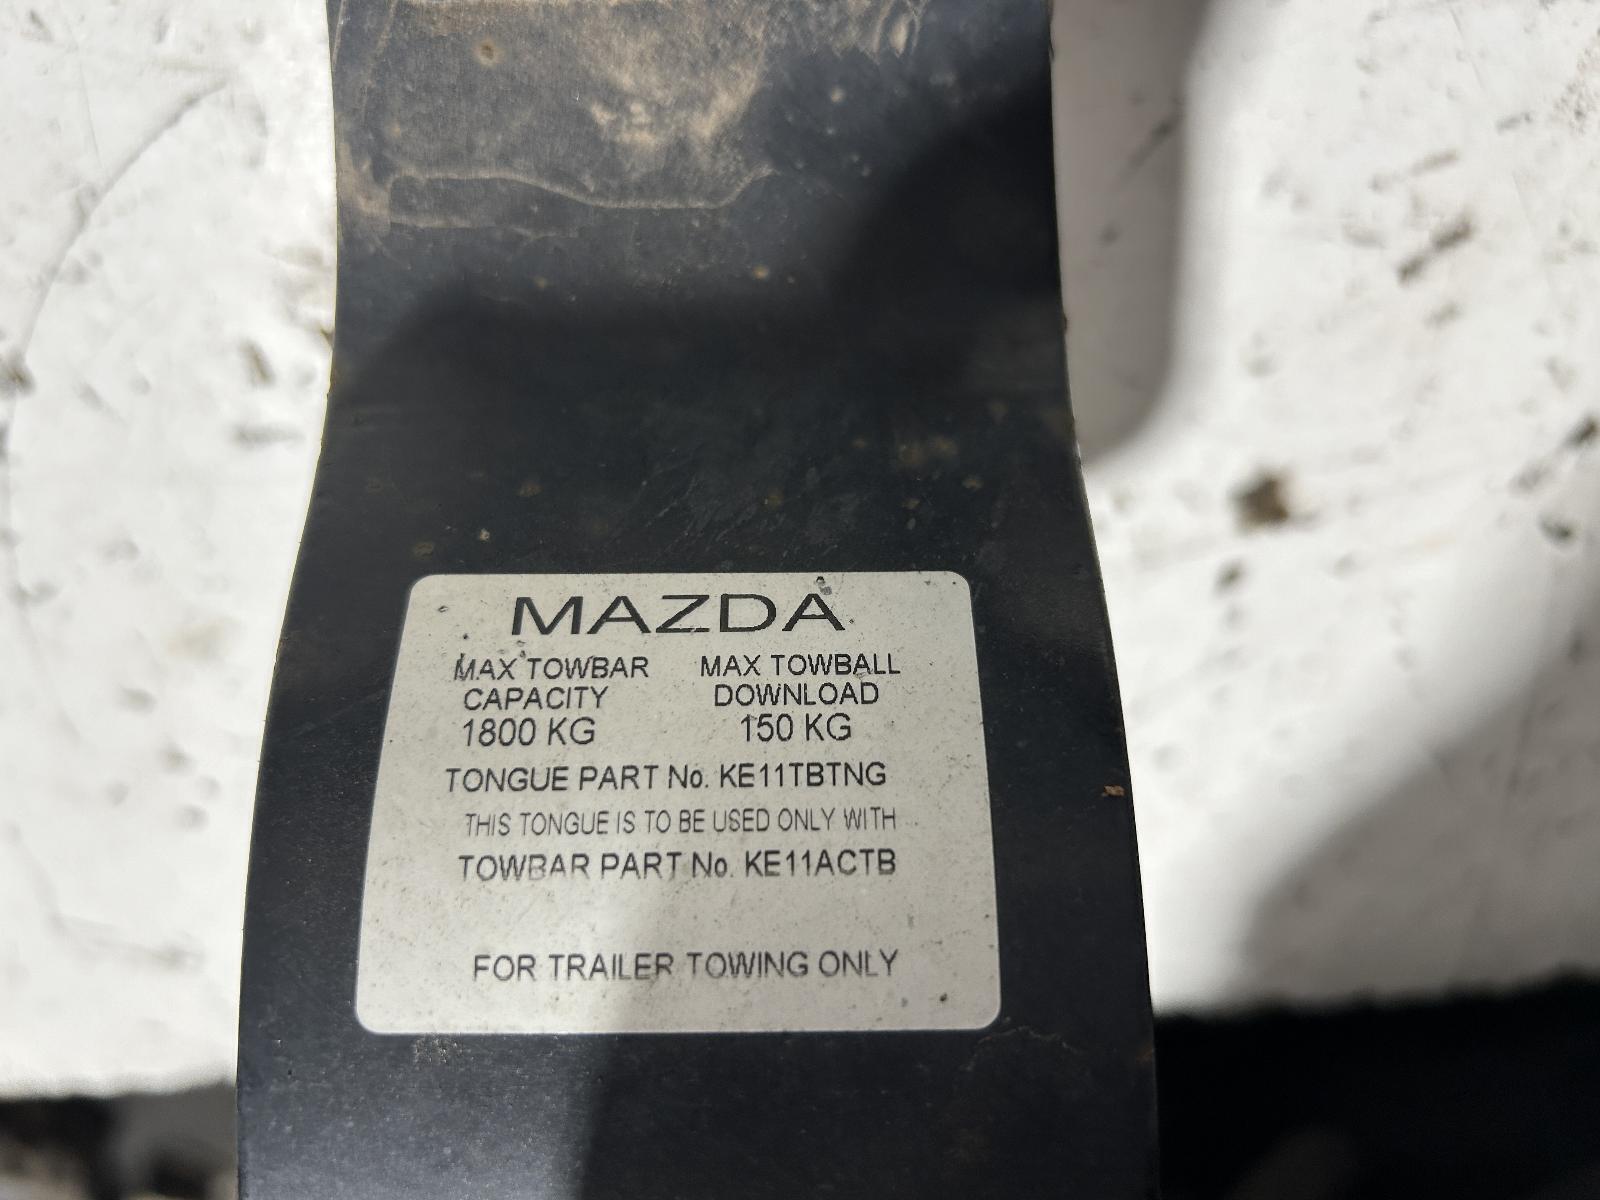 MAZDA
MAX TOWBAR MAX TOWBALL
CAPACITY DOWNLOAD
1800 KG 150 KG
TONGUE PART No. KE11TBTNG
THIS TONGUE IS TO BE USED ONLY WITH
TOWBAR PART No. KE11ACTB
FOR TRAILER TOWING ONLY